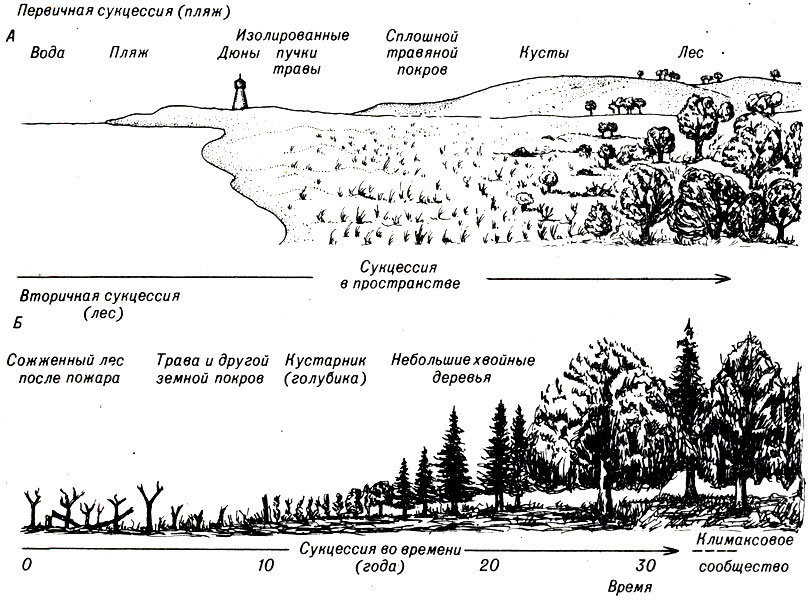 Первичная сукцессия (пляж)
А
Вода
Пляж
Дюны
Изолированные
пучки
травы
Сплошной
травяной
покров
Кусты
Лес
Сукцессия
в пространстве
Вторичная сукцессия
(лес)
Б
Сожженный лес
после пожара
Трава и другой
земной покров
Кустарник
(голубика)
Небольшие хвойные
деревья
Сукцессия во времени
(года)
Климаксовое
сообщество
0
10
20
30
Время